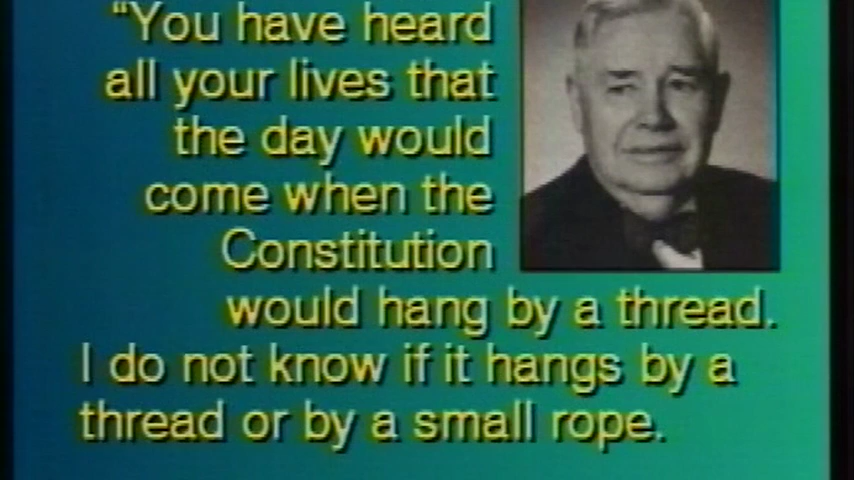 “You have heard
all your lives that
the day would
come when the
Constitution
would hang by a thread.
I do not know if it hangs by a
thread or by a small rope.